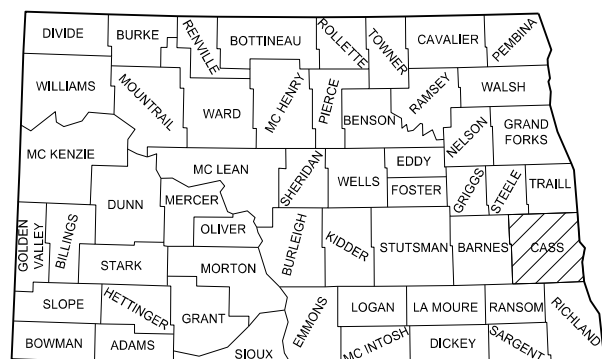 DIVIDE
BURKE
RENVILLE
BOTTINEAU
ROLLETTE
TOWNER
CAVALIER
PEMBINA
WILLIAMS
MOUNTRAIL
WARD
MC HENRY
PIERCE
BENSON
RAMSEY
WALSH
NELSON
GRAND
FORKS
MC KENZIE
MC LEAN
SHERIDAN
WELLS
EDDY
FOSTER
GRIGGS
STEELE
TRAILL
DUNN
MERCER
OLIVER
GOLDEN
VALLEY
BILLINGS
STARK
MORTON
BURLEIGH
KIDDER
STUTSMAN
BARNES
CASS
SLOPE
HETTINGER
GRANT
EMMONS
LOGAN
LA MOURE
RANSOM
RICHLAND
BOWMAN
ADAMS
SIOUX
MC INTOSH
DICKEY
SARGENT